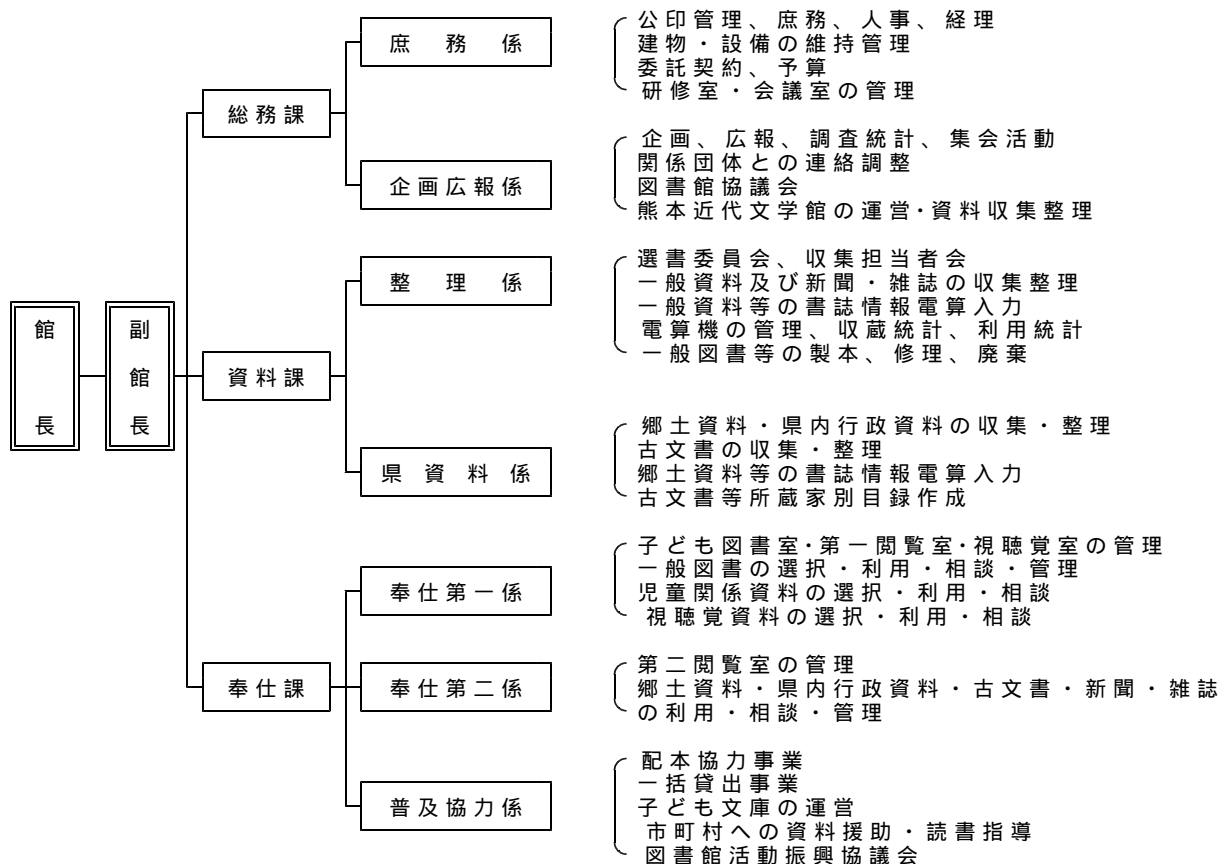 館長
副館長
総務課
庶務係
公印管理、庶務、人事、経理
建物・設備の維持管理
委託契約、予算
研修室・会議室の管理
企画広報係
企画、広報、調査統計、集会活動
関係団体との連絡調整
図書館協議会
熊本近代文学館の運営・資料収集整理
資料課
整理係
選書委員会、収集担当者会
一般資料及び新聞・雑誌の収集整理
一般資料等の書誌情報電算入力
電算機の管理、収蔵統計、利用統計
一般図書等の製本、修理、廃棄
県資料係
郷土資料・県内行政資料の収集・整理
古文書の収集・整理
郷土資料等の書誌情報電算入力
古文書等所蔵家別目録作成
奉仕課
奉仕第一係
子ども図書室・第一閲覧室・視聴覚室の管理
一般図書の選択・利用・相談・管理
児童関係資料の選択・利用・相談
視聴覚資料の選択・利用・相談
奉仕第二係
第二閲覧室の管理
郷土資料・県内行政資料・古文書・新聞・雑誌
の利用・相談・管理
普及協力係
配本協力事業
一括貸出事業
子ども文庫の運営
市町村への資料援助・読書指導
図書館活動振興協議会